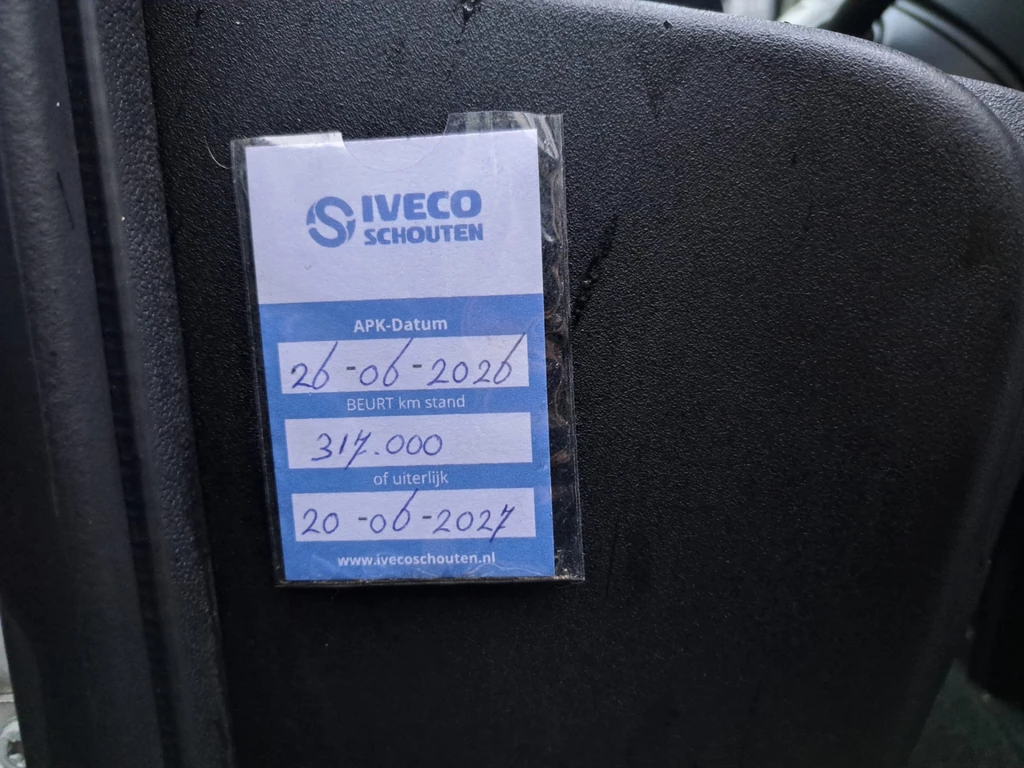 IVECO
SCHOUTEN
APK-Datum
26-06-2026
BEURT km stand
317.000
of uiterlijk
20-06-2027
www.ivecoschouten.nl